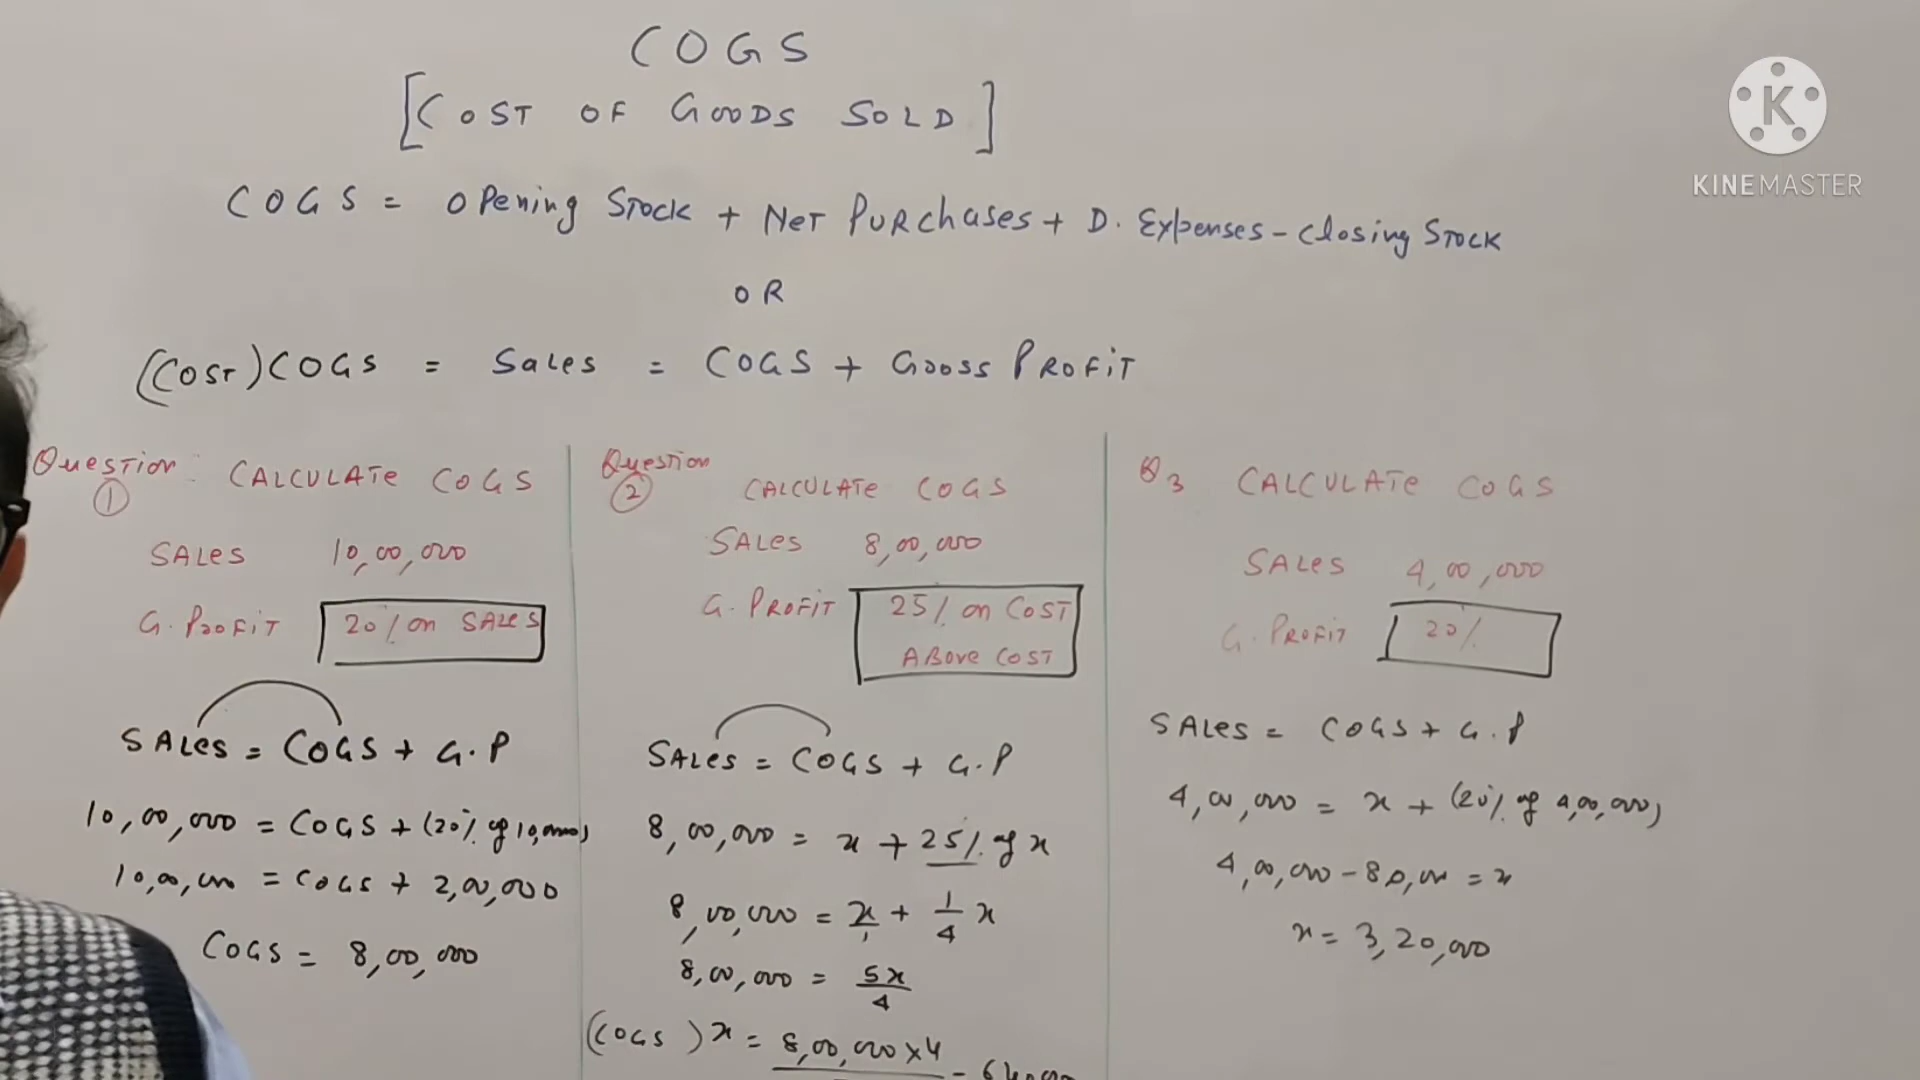 COGS
[COST OF GOODS SOLD]
COGS = Opening Stock + Net Purchases + D. Expenses - Closing Stock
OR
(COST) COGS = Sales = COGS + Gross Profit
Question 1: CALCULATE COGS
SALES 10,00,000
G. PROFIT 20% on SALES
SALES = COGS + G.P
10,00,000 = COGS + (20% of 10,00,000)
10,00,000 = COGS + 2,00,000
COGS = 8,00,000
Question 2 CALCULATE COGS
SALES 8,00,000
G. PROFIT 25% on COST
ABOVE COST
SALES = COGS + G.P
8,00,000 = x + 25% of x
8,00,000 = x/1 + 1/4 x
8,00,000 = 5x/4
(COGS) x = 8,00,000 x 4
Q3 CALCULATE COGS
SALES 4,00,000
G. PROFIT 20%
SALES = COGS + G.P
4,00,000 = x + (20% of 4,00,000)
4,00,000 - 80,000 = x
x = 3,20,000
KINEMASTER